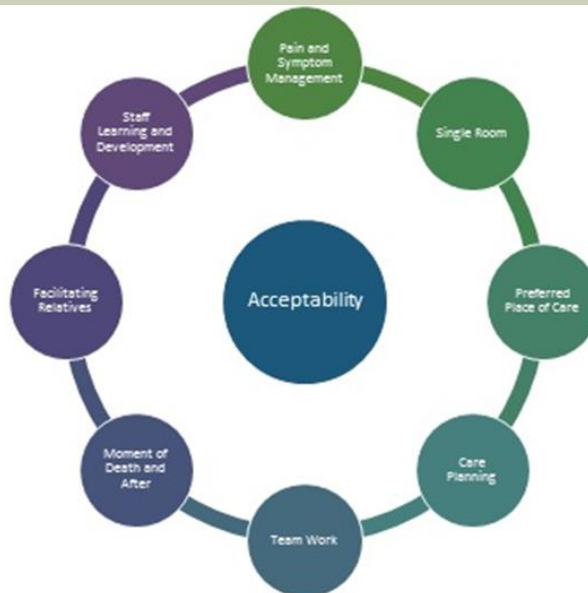 Pain and
Symptom
Management
Single Room
Preferred
Place of Care
Care
Planning
Team Work
Moment of
Death and
After
Facilitating
Relatives
Staff
Learning and
Development
Acceptability